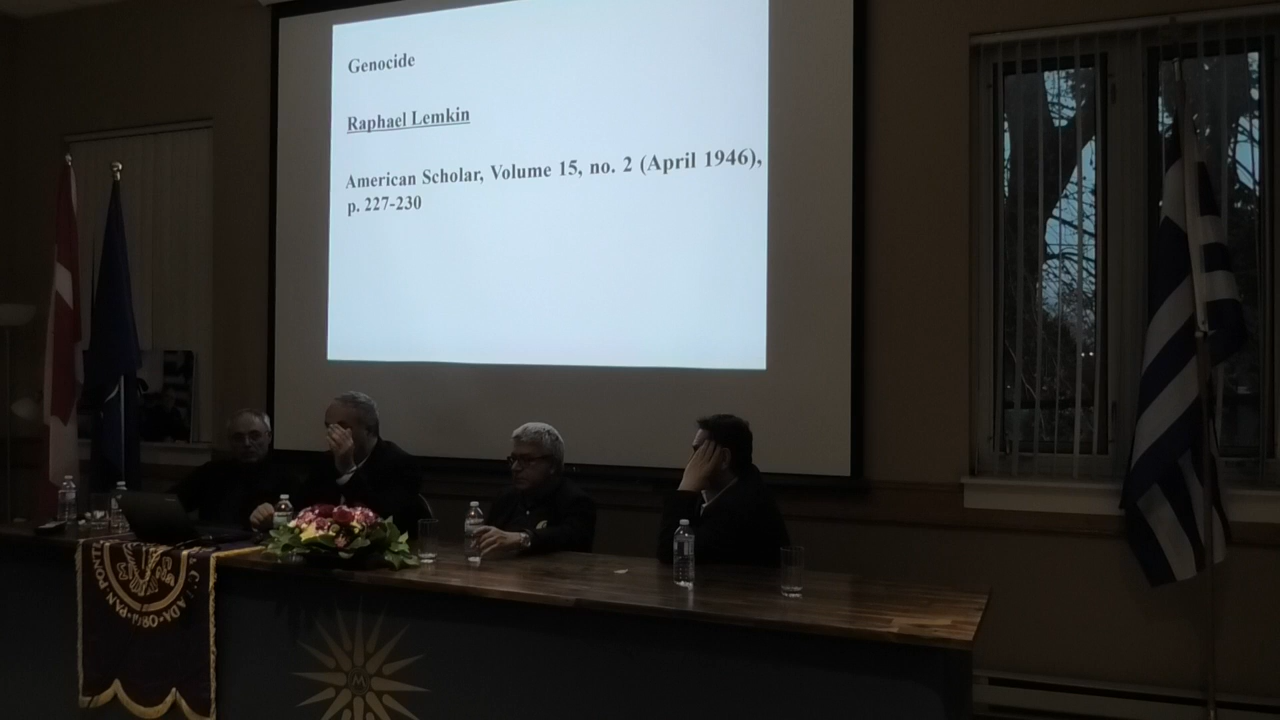 Genocide
Raphael Lemkin
American Scholar, Volume 15, no. 2 (April 1946),
p. 227-230
M